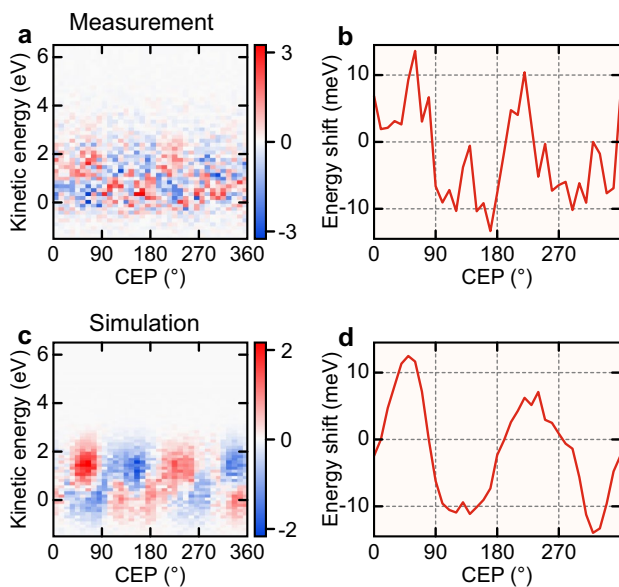 Measurement
a
6
4
2
0
Kinetic energy (eV)
0 90 180 270 360
CEP (°)
3
0
-3
b
10
0
-10
Energy shift (meV)
0 90 180 270
CEP (°)
Simulation
c
6
4
2
0
Kinetic energy (eV)
0 90 180 270 360
CEP (°)
2
0
-2
d
10
0
-10
Energy shift (meV)
0 90 180 270
CEP (°)